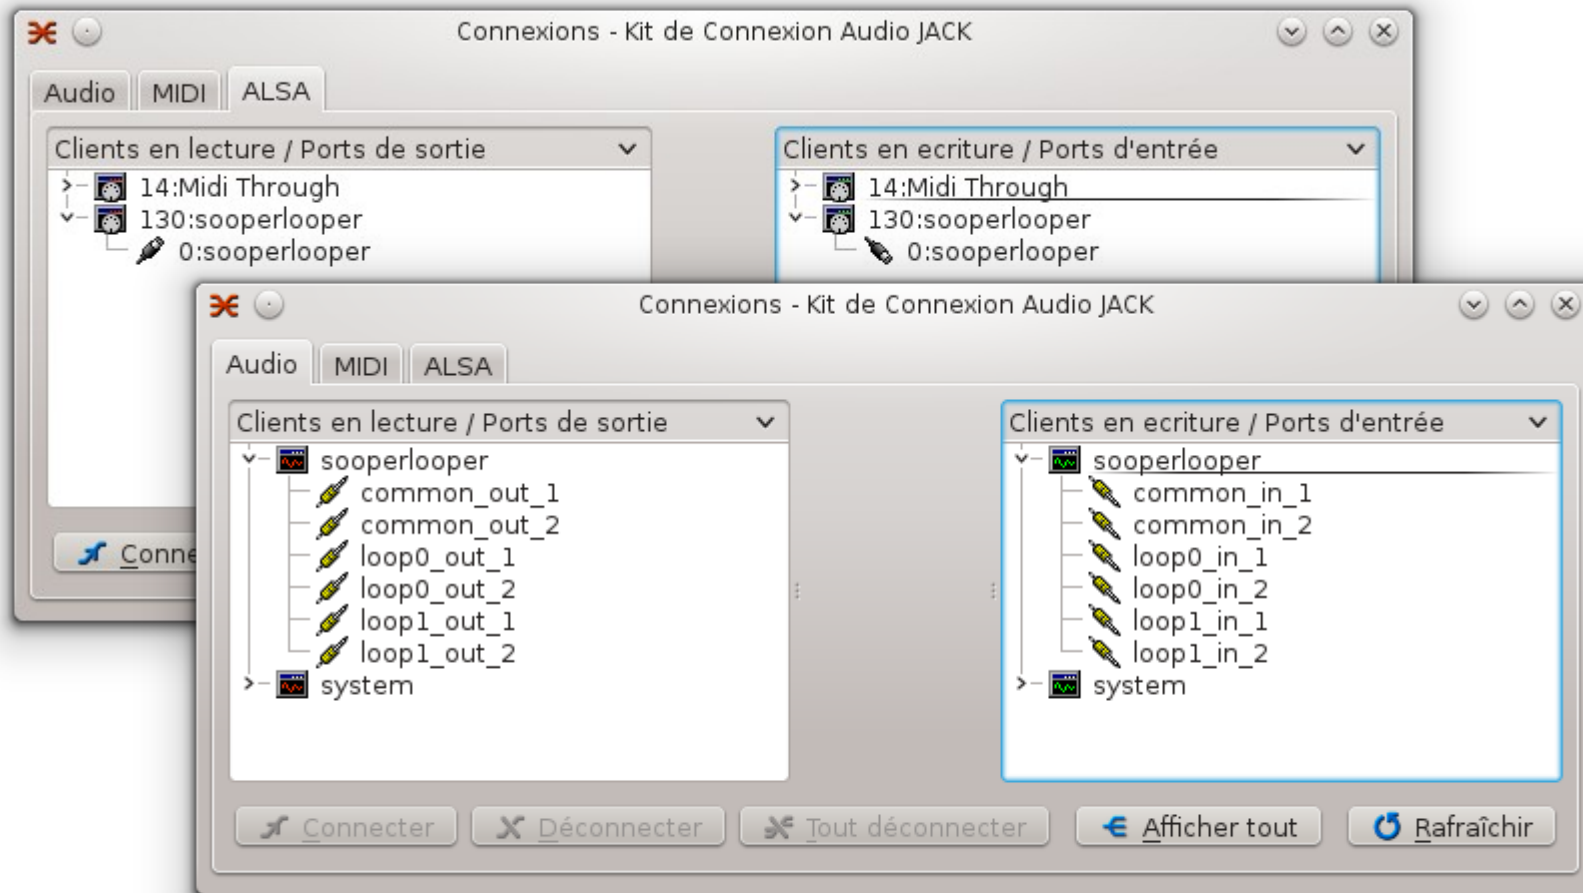 Connexions - Kit de Connexion Audio JACK
Audio MIDI ALSA
Clients en lecture / Ports de sortie
14:Midi Through
130:sooperlooper
0:sooperlooper
Clients en ecriture / Ports d'entrée
14:Midi Through
130:sooperlooper
0:sooperlooper
Conne
Connexions - Kit de Connexion Audio JACK
Audio MIDI ALSA
Clients en lecture / Ports de sortie
sooperlooper
common_out_1
common_out_2
loop0_out_1
loop0_out_2
loop1_out_1
loop1_out_2
system
Clients en ecriture / Ports d'entrée
sooperlooper
common_in_1
common_in_2
loop0_in_1
loop0_in_2
loop1_in_1
loop1_in_2
system
Connecter Déconnecter Tout déconnecter Afficher tout Rafraîchir